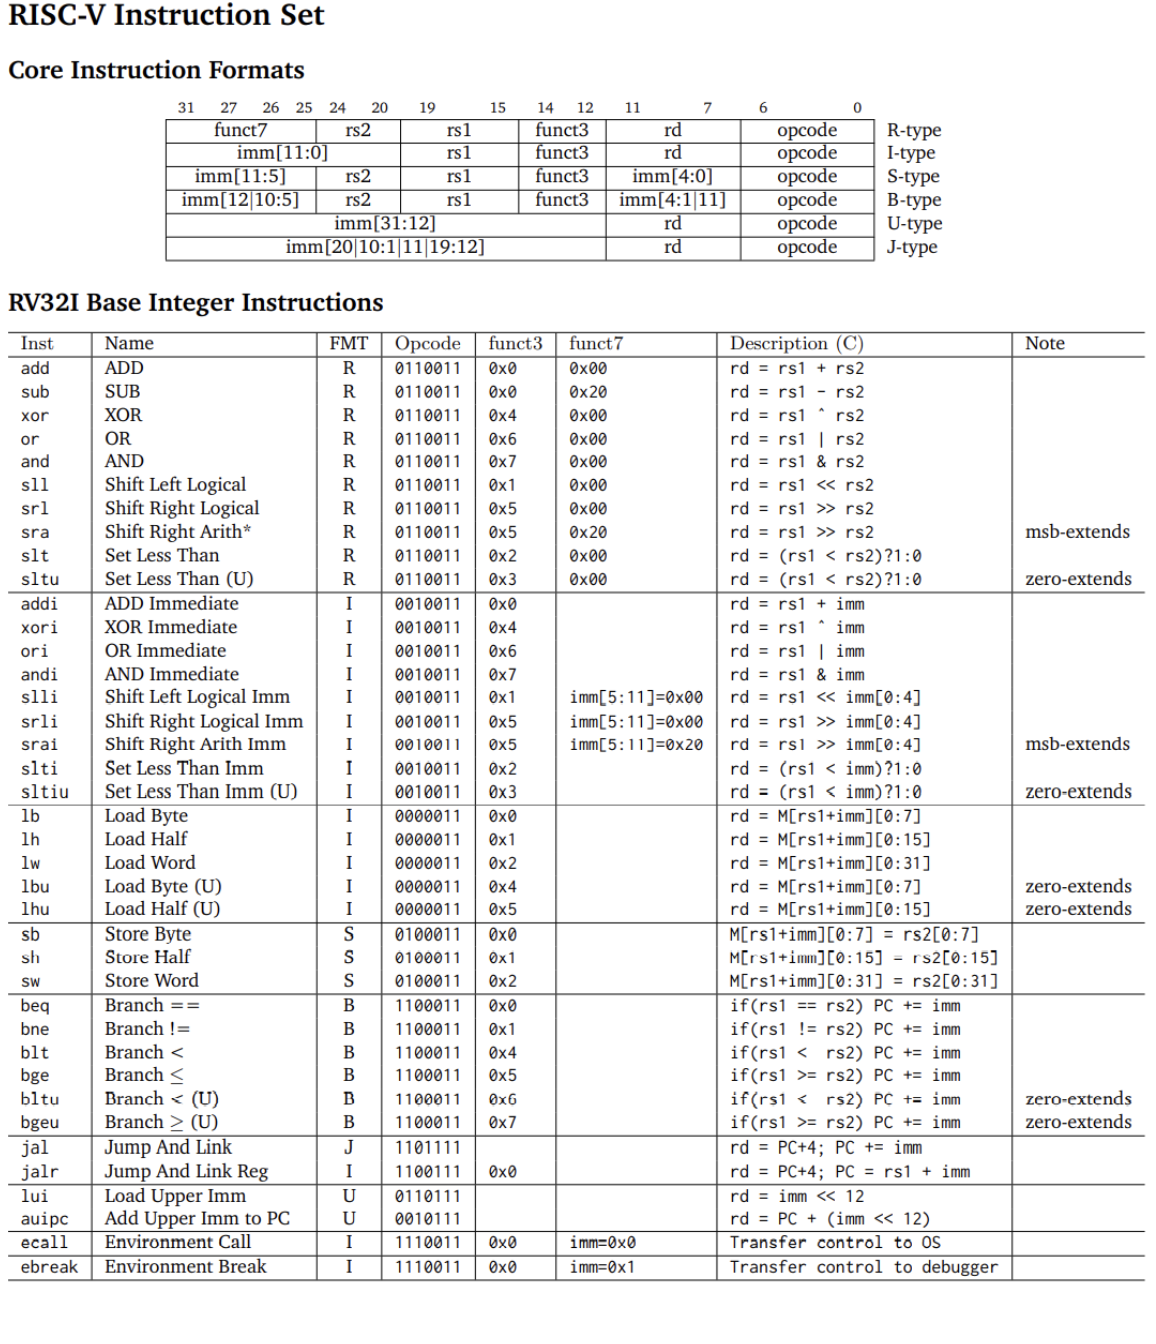 RISC-V Instruction Set
Core Instruction Formats
31 27 26 25 24 20 19 15 14 12 11 7 6 0
funct7 rs2 rs1 funct3 rd opcode R-type
imm[11:0] rs1 funct3 rd opcode I-type
imm[11:5] rs2 rs1 funct3 imm[4:0] opcode S-type
imm[12|10:5] rs2 rs1 funct3 imm[4:1|11] opcode B-type
imm[31:12] rd opcode U-type
imm[20|10:1|11|19:12] rd opcode J-type
RV32I Base Integer Instructions
Inst Name FMT Opcode funct3 funct7 Description (C) Note
add ADD R 0110011 0x0 0x00 rd = rs1 + rs2
sub SUB R 0110011 0x0 0x20 rd = rs1 - rs2
xor XOR R 0110011 0x4 0x00 rd = rs1 ^ rs2
or OR R 0110011 0x6 0x00 rd = rs1 | rs2
and AND R 0110011 0x7 0x00 rd = rs1 & rs2
sll Shift Left Logical R 0110011 0x1 0x00 rd = rs1 << rs2
srl Shift Right Logical R 0110011 0x5 0x00 rd = rs1 >> rs2
sra Shift Right Arith* R 0110011 0x5 0x20 rd = rs1 >> rs2 msb-extends
slt Set Less Than R 0110011 0x2 0x00 rd = (rs1 < rs2)?1:0
sltu Set Less Than (U) R 0110011 0x3 0x00 rd = (rs1 < rs2)?1:0 zero-extends
addi ADD Immediate I 0010011 0x0 rd = rs1 + imm
xori XOR Immediate I 0010011 0x4 rd = rs1 ^ imm
ori OR Immediate I 0010011 0x6 rd = rs1 | imm
andi AND Immediate I 0010011 0x7 rd = rs1 & imm
slli Shift Left Logical Imm I 0010011 0x1 imm[5:11]=0x00 rd = rs1 << imm[0:4]
srli Shift Right Logical Imm I 0010011 0x5 imm[5:11]=0x00 rd = rs1 >> imm[0:4]
srai Shift Right Arith Imm I 0010011 0x5 imm[5:11]=0x20 rd = rs1 >> imm[0:4] msb-extends
slti Set Less Than Imm I 0010011 0x2 rd = (rs1 < imm)?1:0
sltiu Set Less Than Imm (U) I 0010011 0x3 rd = (rs1 < imm)?1:0 zero-extends
lb Load Byte I 0000011 0x0 rd = M[rs1+imm][0:7]
lh Load Half I 0000011 0x1 rd = M[rs1+imm][0:15]
lw Load Word I 0000011 0x2 rd = M[rs1+imm][0:31]
lbu Load Byte (U) I 0000011 0x4 rd = M[rs1+imm][0:7] zero-extends
lhu Load Half (U) I 0000011 0x5 rd = M[rs1+imm][0:15] zero-extends
sb Store Byte S 0100011 0x0 M[rs1+imm][0:7] = rs2[0:7]
sh Store Half S 0100011 0x1 M[rs1+imm][0:15] = rs2[0:15]
sw Store Word S 0100011 0x2 M[rs1+imm][0:31] = rs2[0:31]
beq Branch == B 1100011 0x0 if(rs1 == rs2) PC += imm
bne Branch != B 1100011 0x1 if(rs1 != rs2) PC += imm
blt Branch < B 1100011 0x4 if(rs1 < rs2) PC += imm
bge Branch ≤ B 1100011 0x5 if(rs1 >= rs2) PC += imm
bltu Branch < (U) B 1100011 0x6 if(rs1 < rs2) PC += imm zero-extends
bgeu Branch ≥ (U) B 1100011 0x7 if(rs1 >= rs2) PC += imm zero-extends
jal Jump And Link J 1101111 rd = PC+4; PC += imm
jalr Jump And Link Reg I 1100111 0x0 rd = PC+4; PC = rs1 + imm
lui Load Upper Imm U 0110111 rd = imm << 12
auipc Add Upper Imm to PC U 0010111 rd = PC + (imm << 12)
ecall Environment Call I 1110011 0x0 imm=0x0 Transfer control to OS
ebreak Environment Break I 1110011 0x0 imm=0x1 Transfer control to debugger